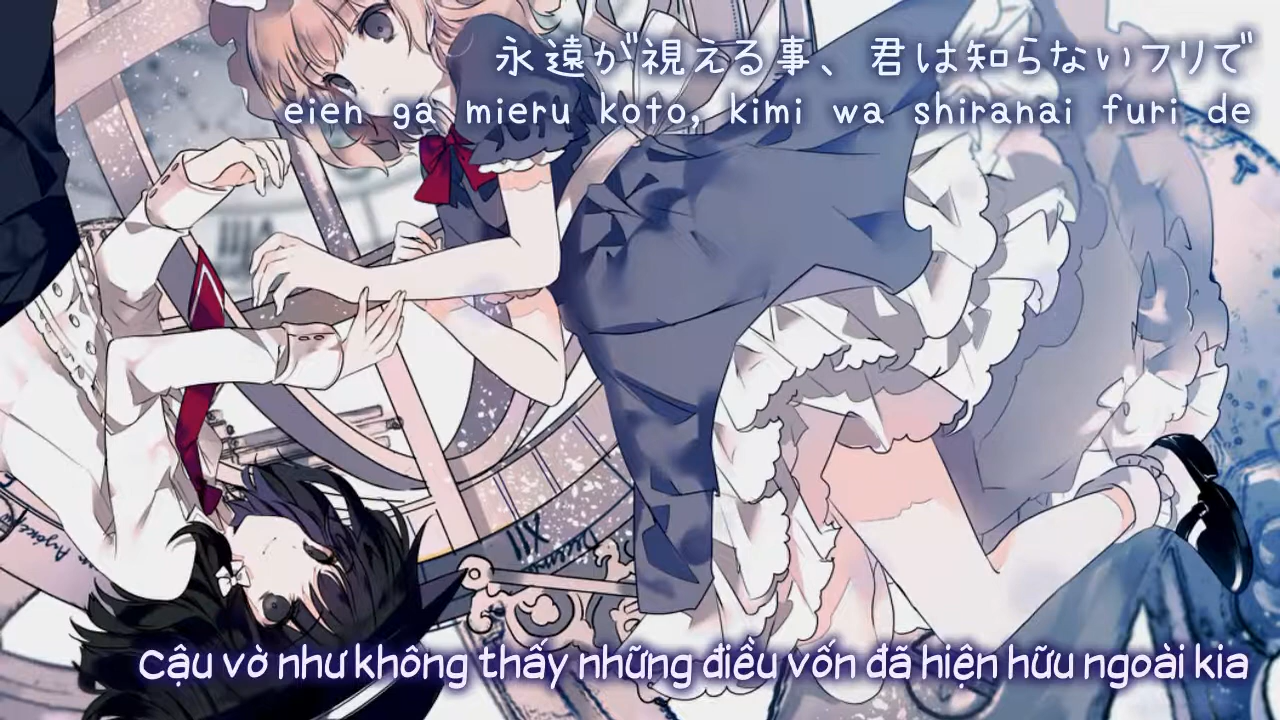 永遠が視える事、君は知らないフリで
eien ga mieru koto, kimi wa shiranai furi de
XII
Cậu vờ như không thấy những điều vốn đã hiện hữu ngoài kia